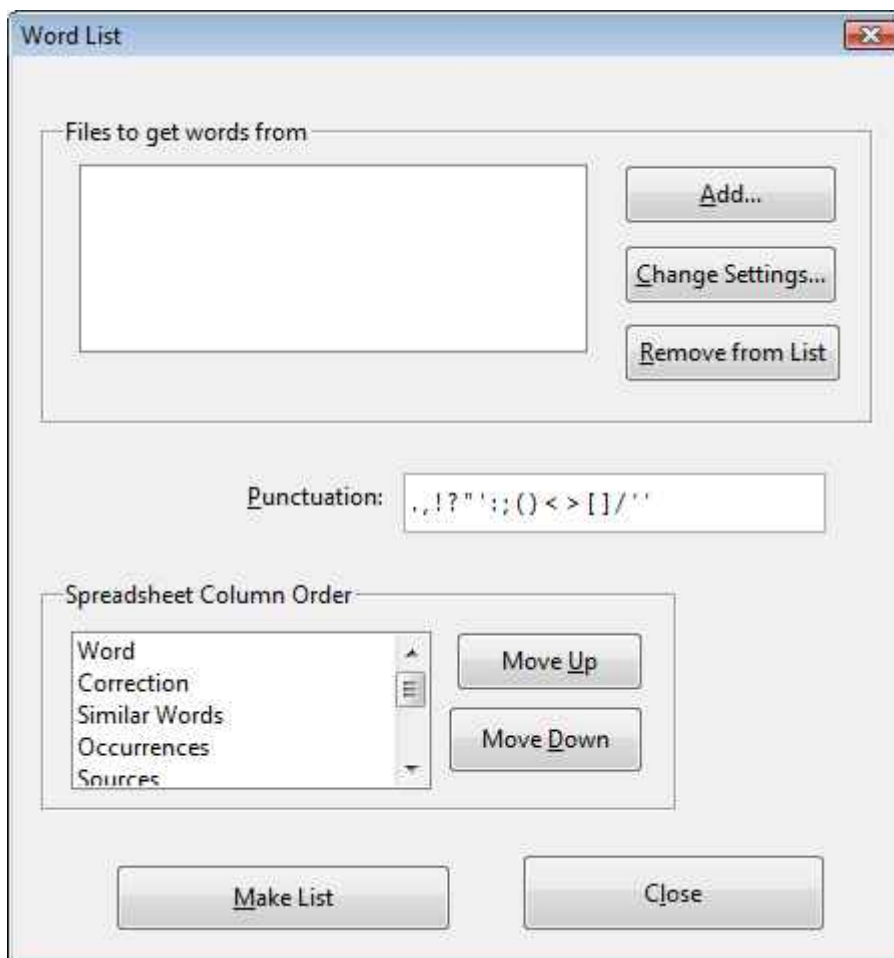 Word List
Files to get words from
Add...
Change Settings...
Remove from List
Punctuation: .,!?"':;()<>[]/''
Spreadsheet Column Order
Word
Correction
Similar Words
Occurrences
Sources
Move Up
Move Down
Make List
Close